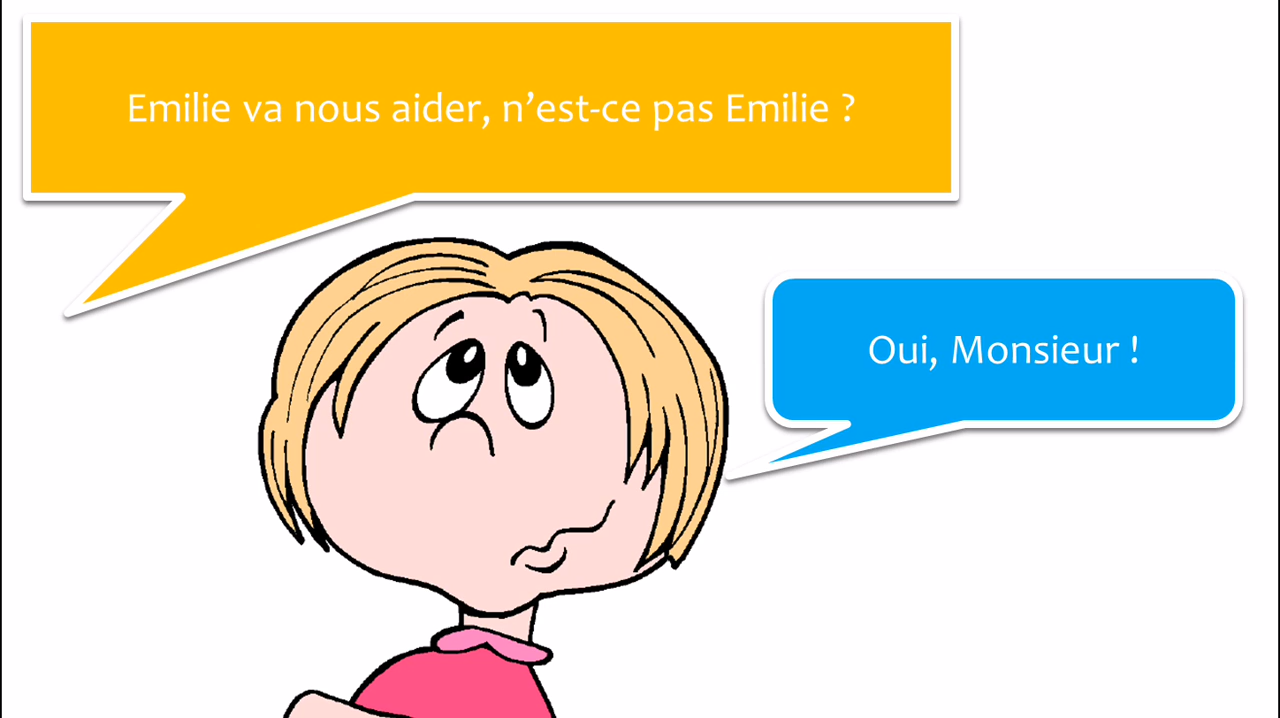 Emilie va nous aider, n’est-ce pas Emilie ?
Oui, Monsieur !